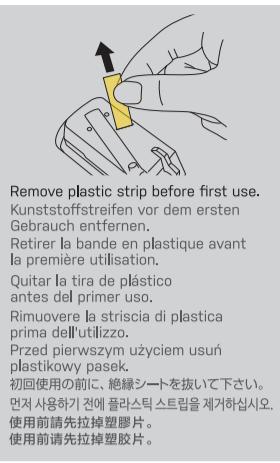 Remove plastic strip before first use.
Kunststoffstreifen vor dem ersten
Gebrauch entfernen.
Retirer la bande en plastique avant
la première utilisation.
Quitar la tira de plástico
antes del primer uso.
Rimuovere la striscia di plastica
prima dell'utilizzo.
Przed pierwszym użyciem usuń
plastikowy pasek.
初回使用の前に、絶縁シートを抜いて下さい。
먼저 사용하기 전에 플라스틱 스트립을 제거하십시오.
使用前請先拉掉塑膠片。
使用前请先拉掉塑胶片。